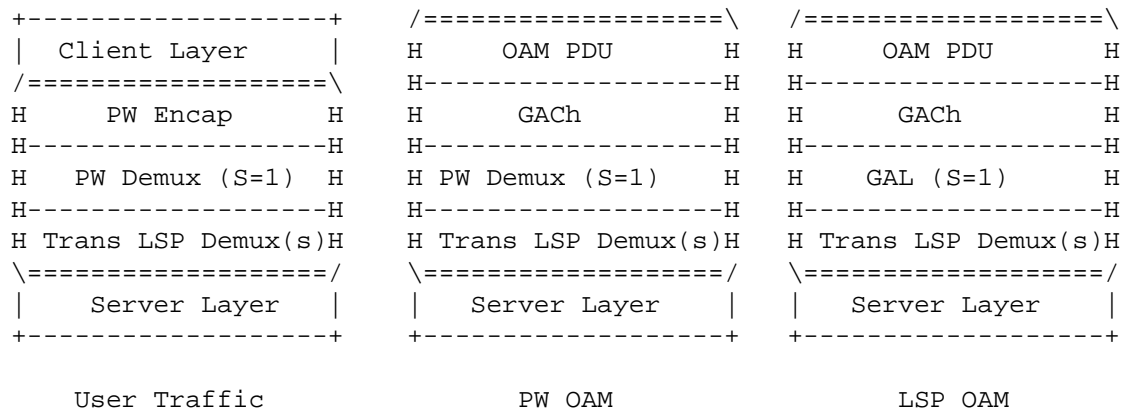 +-------------------+     /===================\   /===================\
|   Client Layer    |     H      OAM PDU      H   H      OAM PDU      H
/===================\     H-------------------H   H-------------------H
H     PW Encap      H     H       GACh        H   H       GACh        H
H-------------------H     H-------------------H   H-------------------H
H   PW Demux (S=1)  H     H PW Demux (S=1)    H   H     GAL (S=1)     H
H-------------------H     H-------------------H   H-------------------H
H Trans LSP Demux(s)H     H Trans LSP Demux(s)H   H Trans LSP Demux(s)H
\===================/     \===================/   \===================/
|    Server Layer   |     |   Server Layer    |   |   Server Layer    |
+-------------------+     +-------------------+   +-------------------+
User Traffic                PW OAM                  LSP OAM